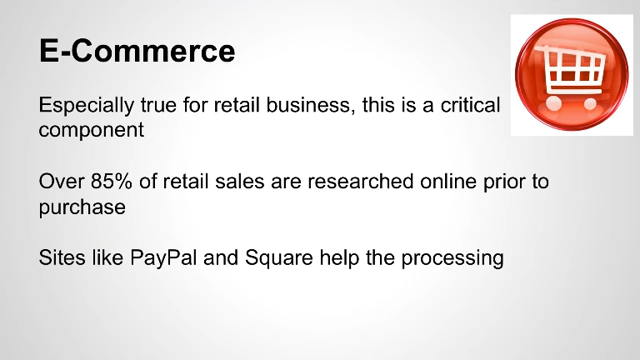 E-Commerce
Especially true for retail business, this is a critical
component
Over 85% of retail sales are researched online prior to
purchase
Sites like PayPal and Square help the processing